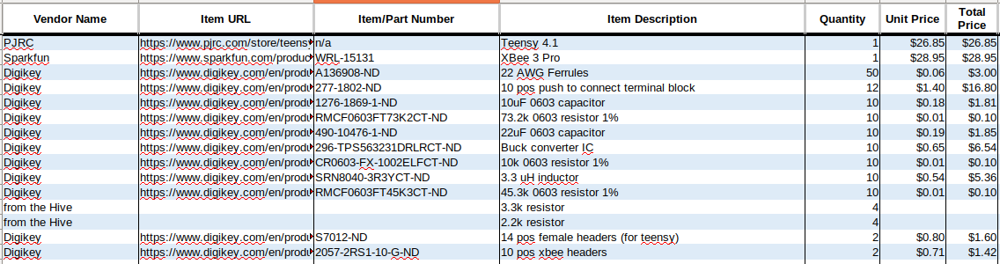 Vendor Name Item URL Item/Part Number Item Description Quantity Unit Price Total Price
PJRC https://www.pjrc.com/store/teens n/a Teensy 4.1 1 $26.85 $26.85
Sparkfun https://www.sparkfun.com/produc WRL-15131 XBee 3 Pro 1 $28.95 $28.95
Digikey https://www.digikey.com/en/produ A136908-ND 22 AWG Ferrules 50 $0.06 $3.00
Digikey https://www.digikey.com/en/produ 277-1802-ND 10 pos push to connect terminal block 12 $1.40 $16.80
Digikey https://www.digikey.com/en/produ 1276-1869-1-ND 10uF 0603 capacitor 10 $0.18 $1.81
Digikey https://www.digikey.com/en/produ RMCF0603FT73K2CT-ND 73.2k 0603 resistor 1% 10 $0.01 $0.10
Digikey https://www.digikey.com/en/produ 490-10476-1-ND 22uF 0603 capacitor 10 $0.19 $1.85
Digikey https://www.digikey.com/en/produ 296-TPS563231DRLRCT-ND Buck converter IC 10 $0.65 $6.54
Digikey https://www.digikey.com/en/produ CR0603-FX-1002ELFCT-ND 10k 0603 resistor 1% 10 $0.01 $0.10
Digikey https://www.digikey.com/en/produ SRN8040-3R3YCT-ND 3.3 uH inductor 10 $0.54 $5.36
Digikey https://www.digikey.com/en/produ RMCF0603FT45K3CT-ND 45.3k 0603 resistor 1% 10 $0.01 $0.10
from the Hive 3.3k resistor 4
from the Hive 2.2k resistor 4
Digikey https://www.digikey.com/en/produ S7012-ND 14 pos female headers (for teensy) 2 $0.80 $1.60
Digikey https://www.digikey.com/en/produ 2057-2RS1-10-G-ND 10 pos xbee headers 2 $0.71 $1.42